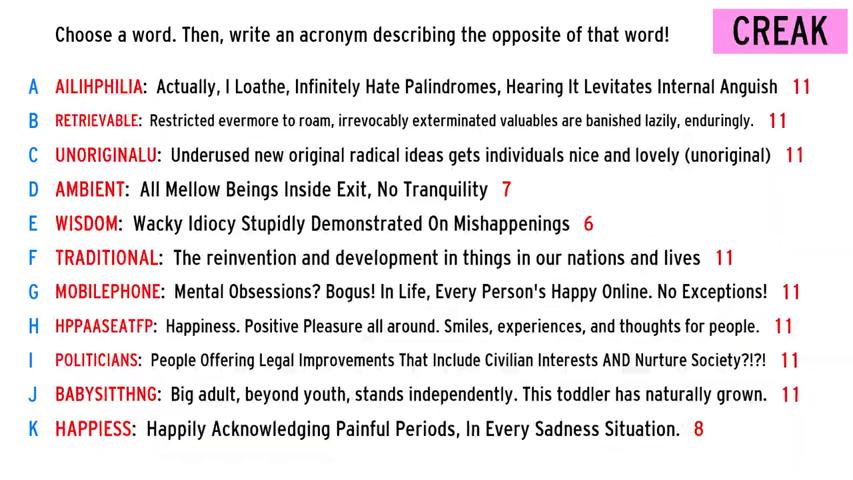 Choose a word. Then, write an acronym describing the opposite of that word!
CREAK
A AILIHPHILIA: Actually, I Loathe, Infinitely Hate Palindromes, Hearing It Levitates Internal Anguish 11
B RETRIEVABLE: Restricted evermore to roam, irrevocably exterminated valuables are banished lazily, enduringly. 11
C UNORIGINALU: Underused new original radical ideas gets individuals nice and lovely (unoriginal) 11
D AMBIENT: All Mellow Beings Inside Exit, No Tranquility 7
E WISDOM: Wacky Idiocy Stupidly Demonstrated On Mishappenings 6
F TRADITIONAL: The reinvention and development in things in our nations and lives 11
G MOBILEPHONE: Mental Obsessions? Bogus! In Life, Every Person's Happy Online. No Exceptions! 11
H HPPAASEATFP: Happiness. Positive Pleasure all around. Smiles, experiences, and thoughts for people. 11
I POLITICIANS: People Offering Legal Improvements That Include Civilian Interests AND Nurture Society?!?! 11
J BABYSITTHNG: Big adult, beyond youth, stands independently. This toddler has naturally grown. 11
K HAPPIESS: Happily Acknowledging Painful Periods, In Every Sadness Situation. 8